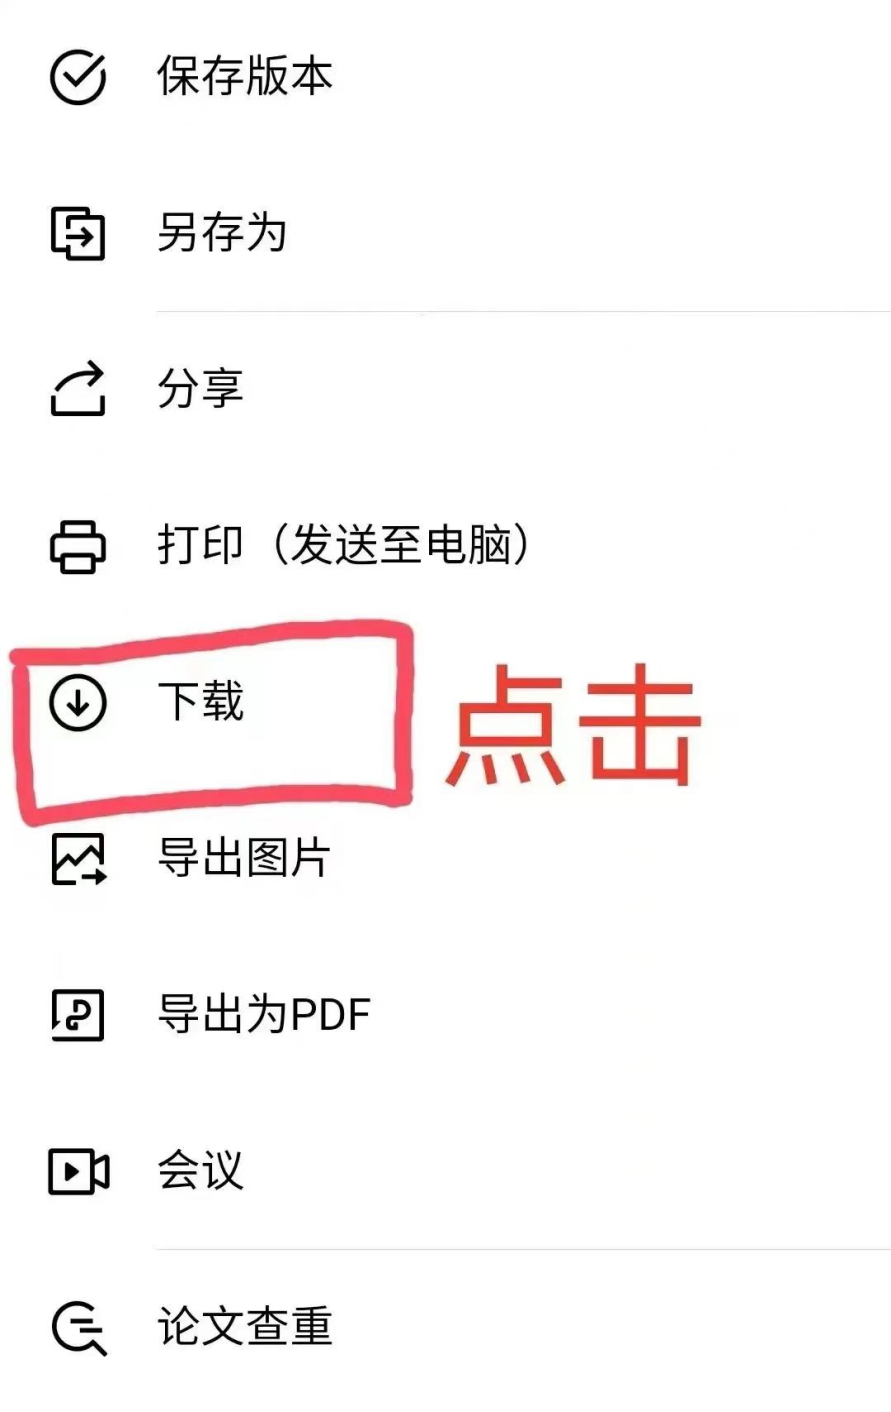 保存版本
另存为
分享
打印（发送至电脑）
下载
点击
导出图片
导出为PDF
会议
论文查重